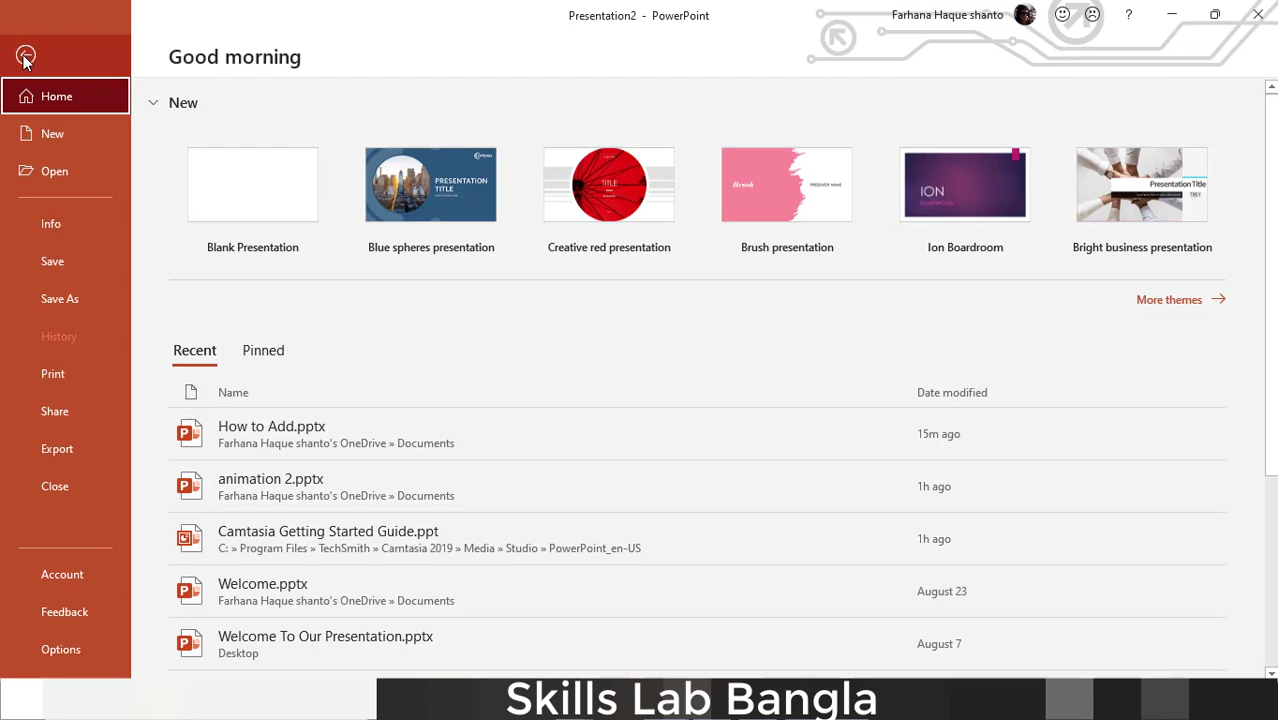 Presentation2 - PowerPoint
Farhana Haque shanto
?
Good morning
Home
New
Open
Info
Save
Save As
History
Print
Share
Export
Close
Account
Feedback
Options
New
PRESENTATION
TITLE
TITLE
Brush
PRESENTER NAME
ION
BOARDROOM
Presentation Title
Blank Presentation
Blue spheres presentation
Creative red presentation
Brush presentation
Ion Boardroom
Bright business presentation
More themes
Recent
Pinned
Name
Date modified
How to Add.pptx
Farhana Haque shanto's OneDrive » Documents
15m ago
animation 2.pptx
Farhana Haque shanto's OneDrive » Documents
1h ago
Camtasia Getting Started Guide.ppt
C: » Program Files » TechSmith » Camtasia 2019 » Media » Studio » PowerPoint_en-US
1h ago
Welcome.pptx
Farhana Haque shanto's OneDrive » Documents
August 23
Welcome To Our Presentation.pptx
Desktop
August 7
Skills Lab Bangla